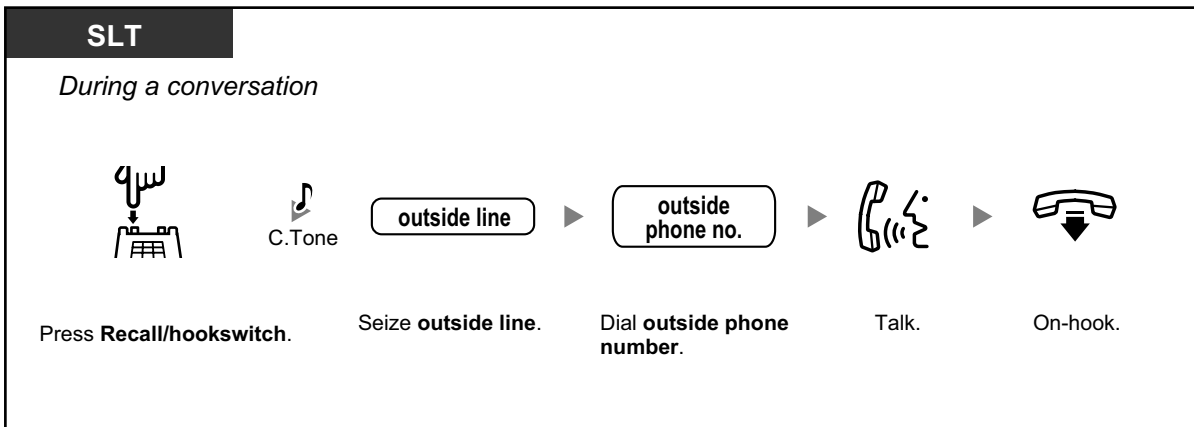 SLT
During a conversation
C.Tone
outside line
outside
phone no.
Press Recall/hookswitch.
Seize outside line.
Dial outside phone
number.
Talk.
On-hook.